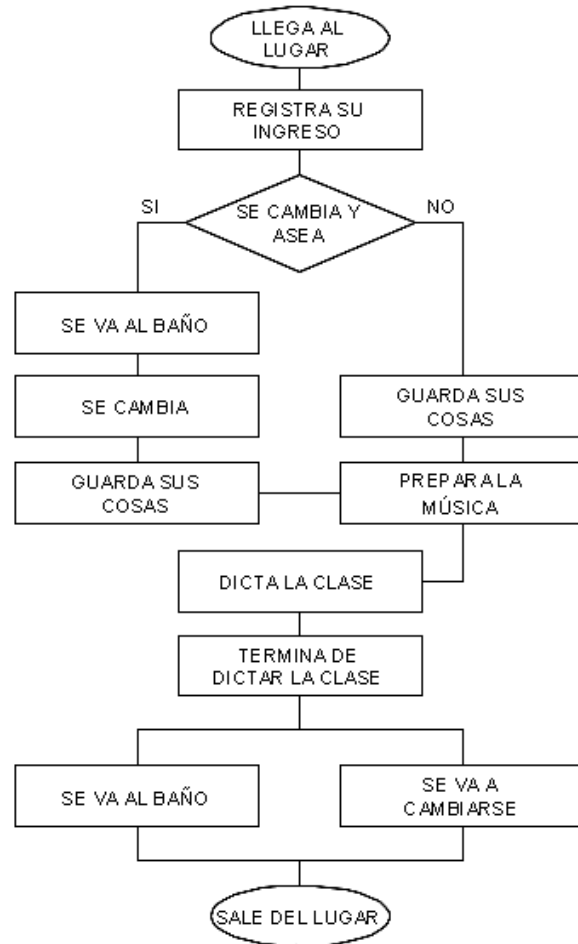 LLEGA AL
LUGAR
REGISTRA SU
INGRESO
SI
SE CAMBIA Y
ASEA
NO
SE VA AL BAÑO
SE CAMBIA
GUARDA SUS
COSAS
GUARDA SUS
COSAS
PREPARA LA
MÚSICA
DICTA LA CLASE
TERMINA DE
DICTAR LA CLASE
SE VA AL BAÑO
SE VA A
CAMBIARSE
SALE DEL LUGAR